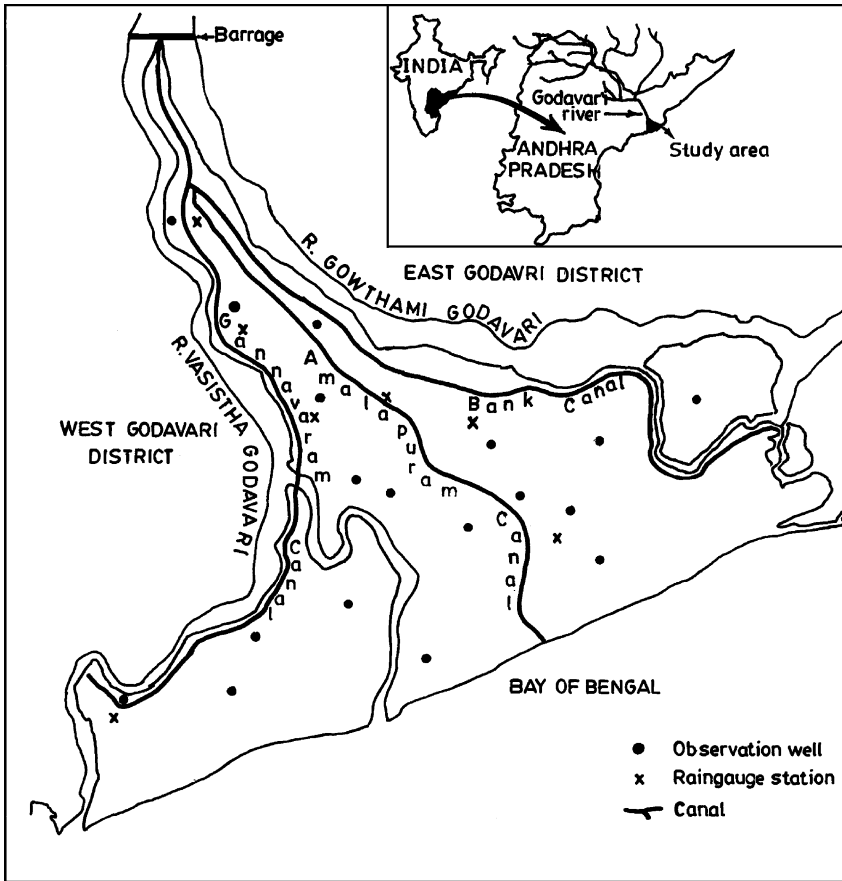 Barrage
INDIA
Godavari
river
Study area
ANDHRA
PRADESH
R. GOWTHAMI GODAVARI
EAST GODAVRI DISTRICT
R. VASISTHA GODAVARI
WEST GODAVARI
DISTRICT
Gannavaram Canal
Amalapuram Canal
Bank Canal
BAY OF BENGAL
Observation well
x Raingauge station
Canal